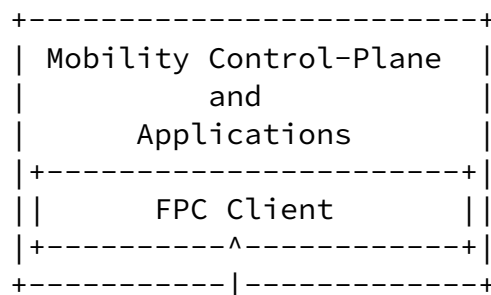 +-------------------------+
| Mobility Control-Plane  |
|          and            |
|      Applications       |
|+-----------------------+|
||      FPC Client       ||
|+----------^------------+|
+-----------|-------------+